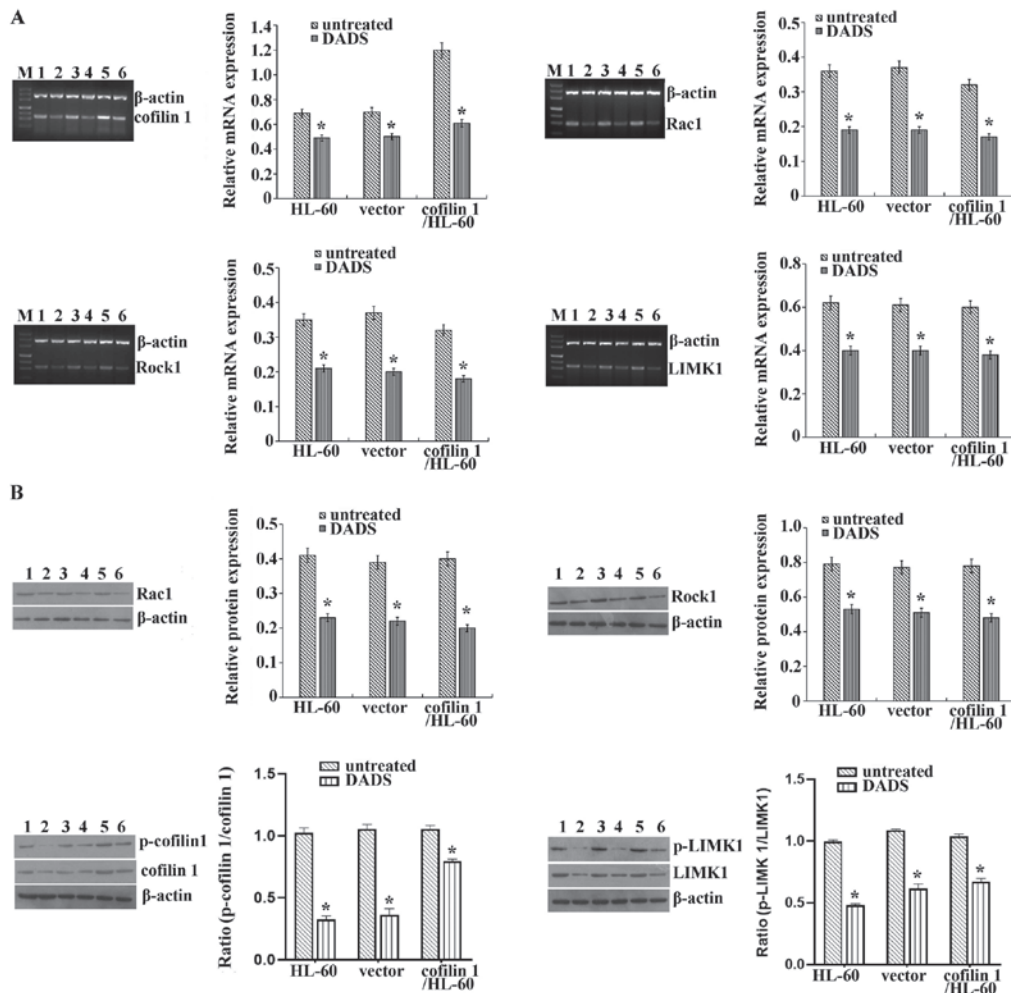 A
M 1 2 3 4 5 6
β-actin
cofilin 1
Relative mRNA expression
1.4
1.2
1.0
0.8
0.6
0.4
0.2
0
untreated
DADS
*
*
*
HL-60
vector
cofilin 1
/HL-60
M 1 2 3 4 5 6
β-actin
Rac1
Relative mRNA expression
0.5
0.4
0.3
0.2
0.1
0
untreated
DADS
*
*
*
HL-60
vector
cofilin 1
/HL-60
M 1 2 3 4 5 6
β-actin
Rock1
Relative mRNA expression
0.5
0.4
0.3
0.2
0.1
0
untreated
DADS
*
*
*
HL-60
vector
cofilin 1
/HL-60
M 1 2 3 4 5 6
β-actin
LIMK1
Relative mRNA expression
0.8
0.6
0.4
0.2
0
untreated
DADS
*
*
*
HL-60
vector
cofilin 1
/HL-60
B
1 2 3 4 5 6
Rac1
β-actin
Relative protein expression
0.5
0.4
0.3
0.2
0.1
0
untreated
DADS
*
*
*
HL-60
vector
cofilin 1
/HL-60
1 2 3 4 5 6
Rock1
β-actin
Relative protein expression
1.0
0.8
0.6
0.4
0.2
0
untreated
DADS
*
*
*
HL-60
vector
cofilin 1
/HL-60
1 2 3 4 5 6
p-cofilin1
cofilin 1
β-actin
Ratio (p-cofilin 1/cofilin 1)
1.5
1.0
0.5
0.0
untreated
DADS
*
*
*
HL-60
vector
cofilin 1
/HL-60
1 2 3 4 5 6
p-LIMK1
LIMK1
β-actin
Ratio (p-LIMK 1/LIMK1)
1.5
1.0
0.5
0.0
untreated
DADS
*
*
*
HL-60
vector
cofilin 1
/HL-60